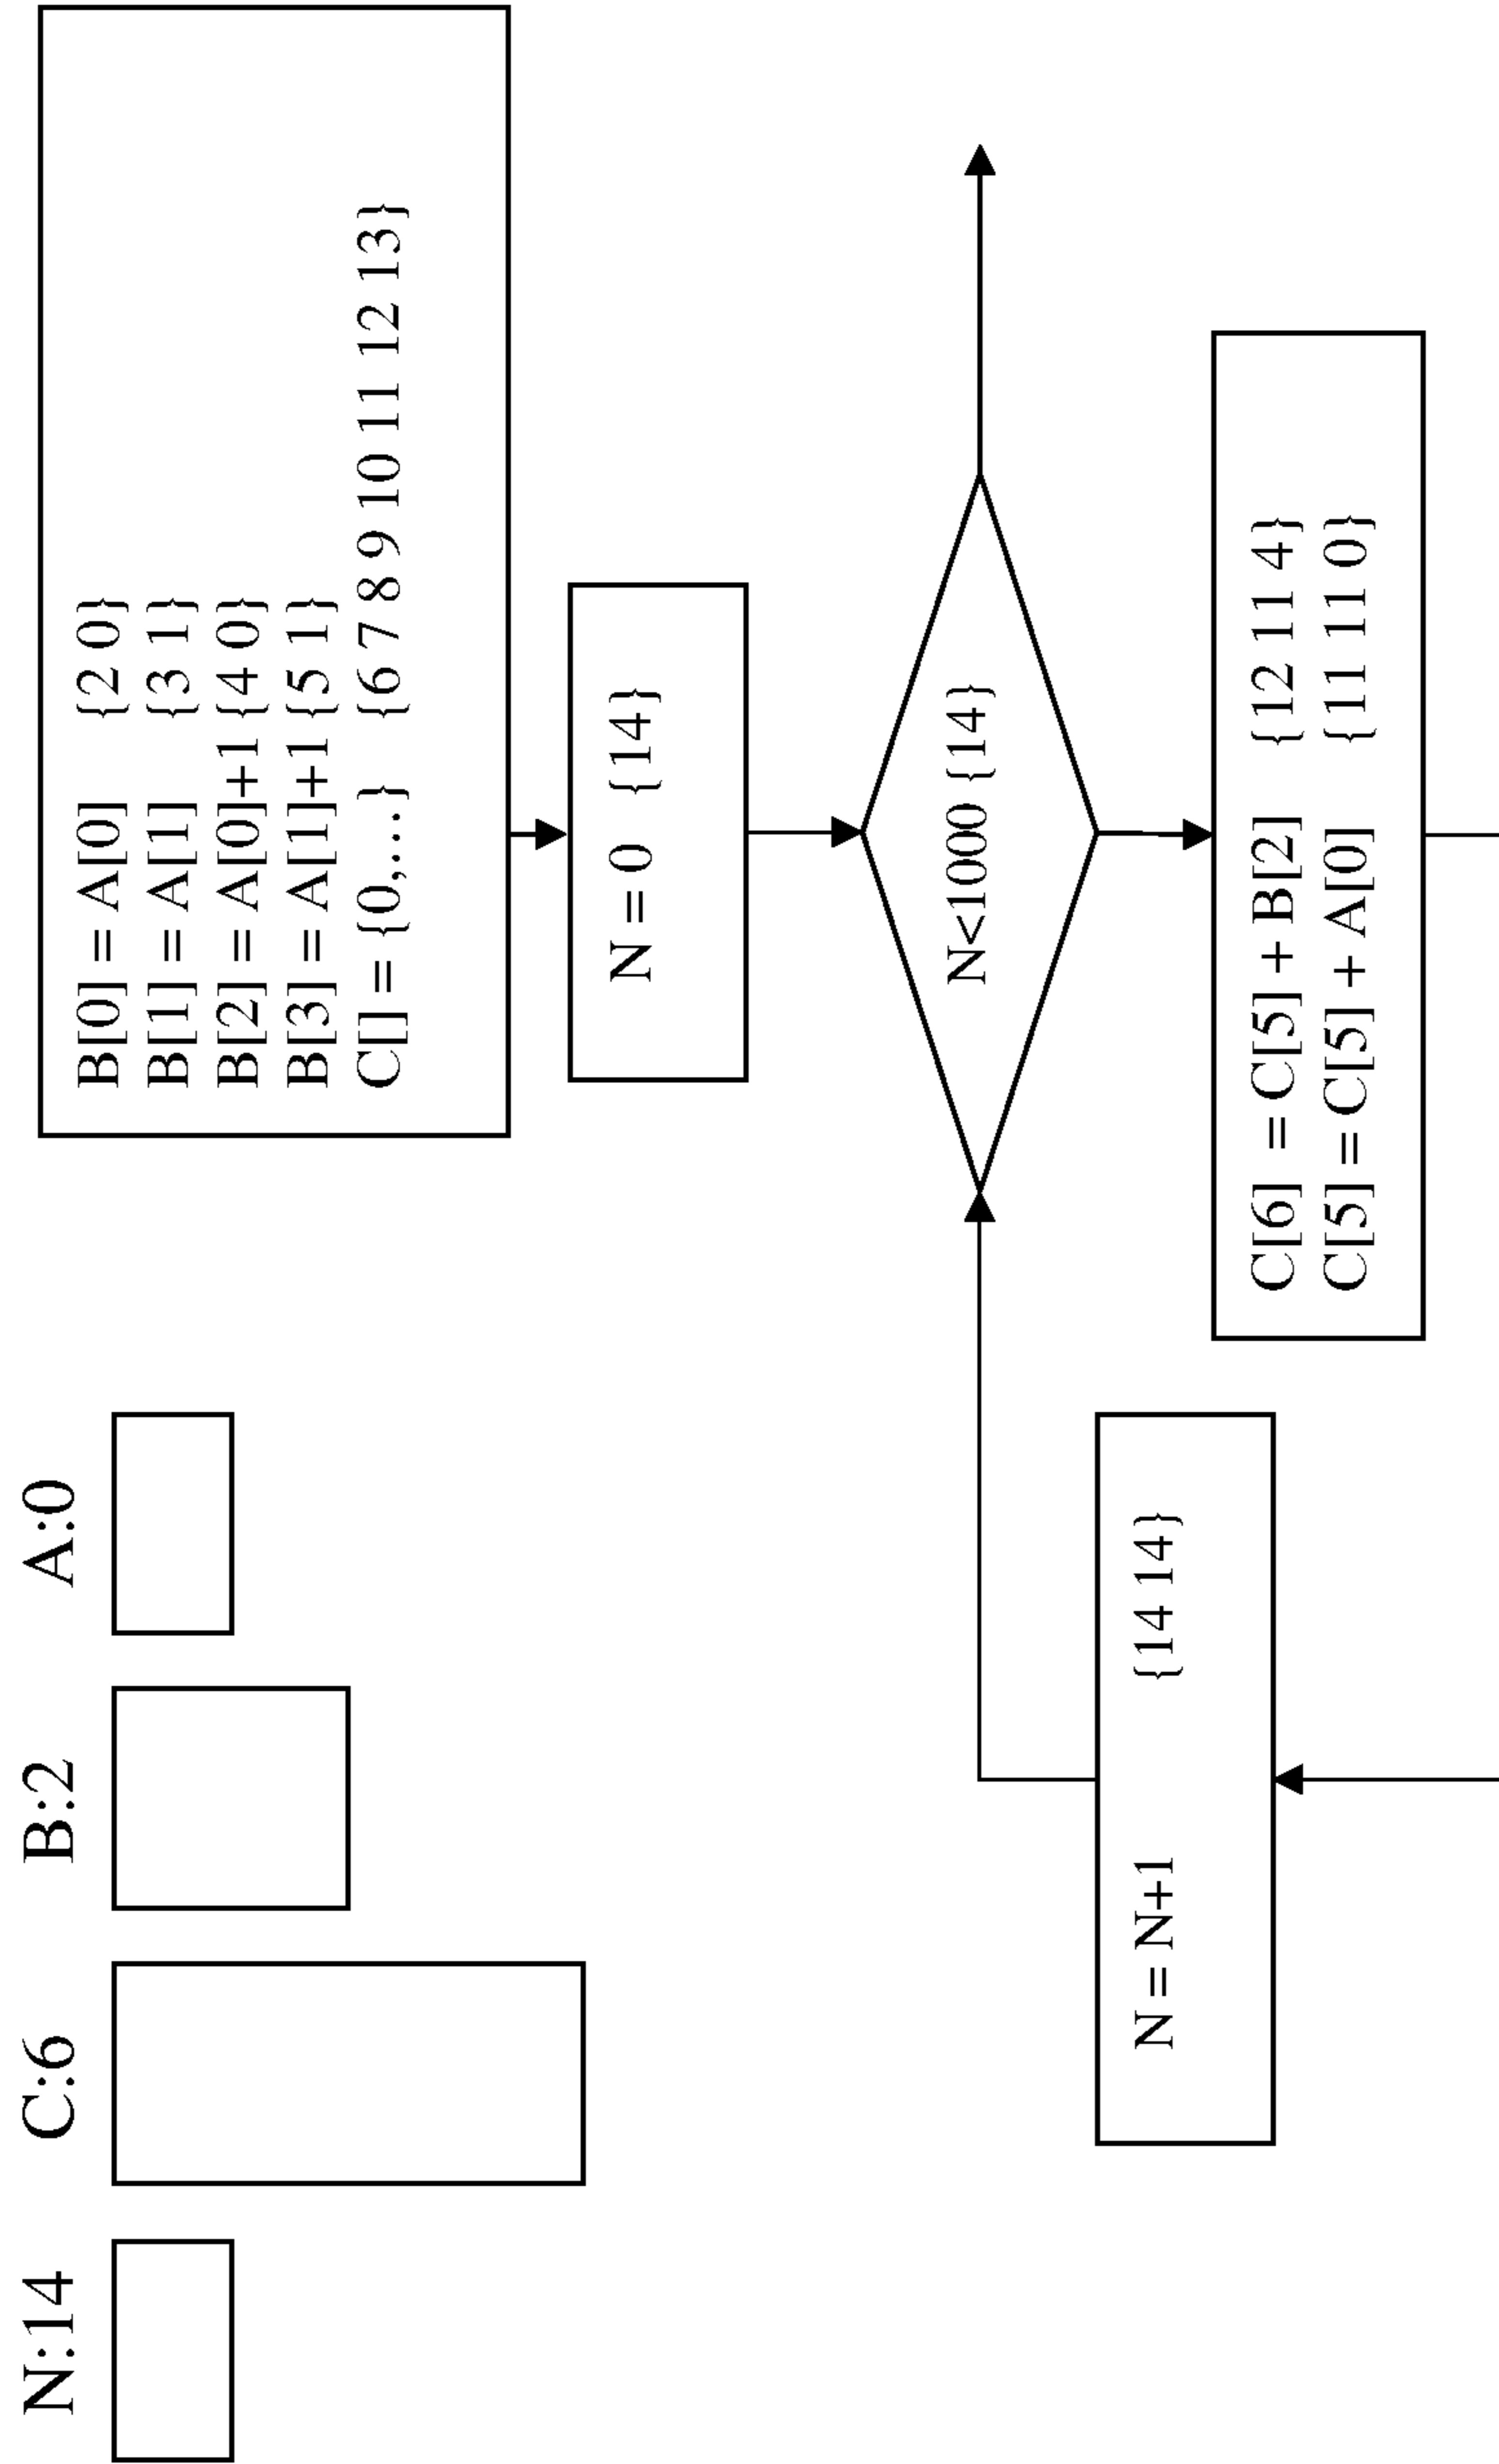 N:14
C:6
B:2
A:0
B[0] = A[0] {2 0}
B[1] = A[1] {3 1}
B[2] = A[0]+1 {4 0}
B[3] = A[1]+1 {5 1}
C[] = {0,...} {6 7 8 9 10 11 12 13}
N = 0 {14}
N<1000 {14}
N = N+1 {14 14}
C[6] = C[5] + B[2] {12 11 4}
C[5] = C[5] + A[0] {11 11 0}